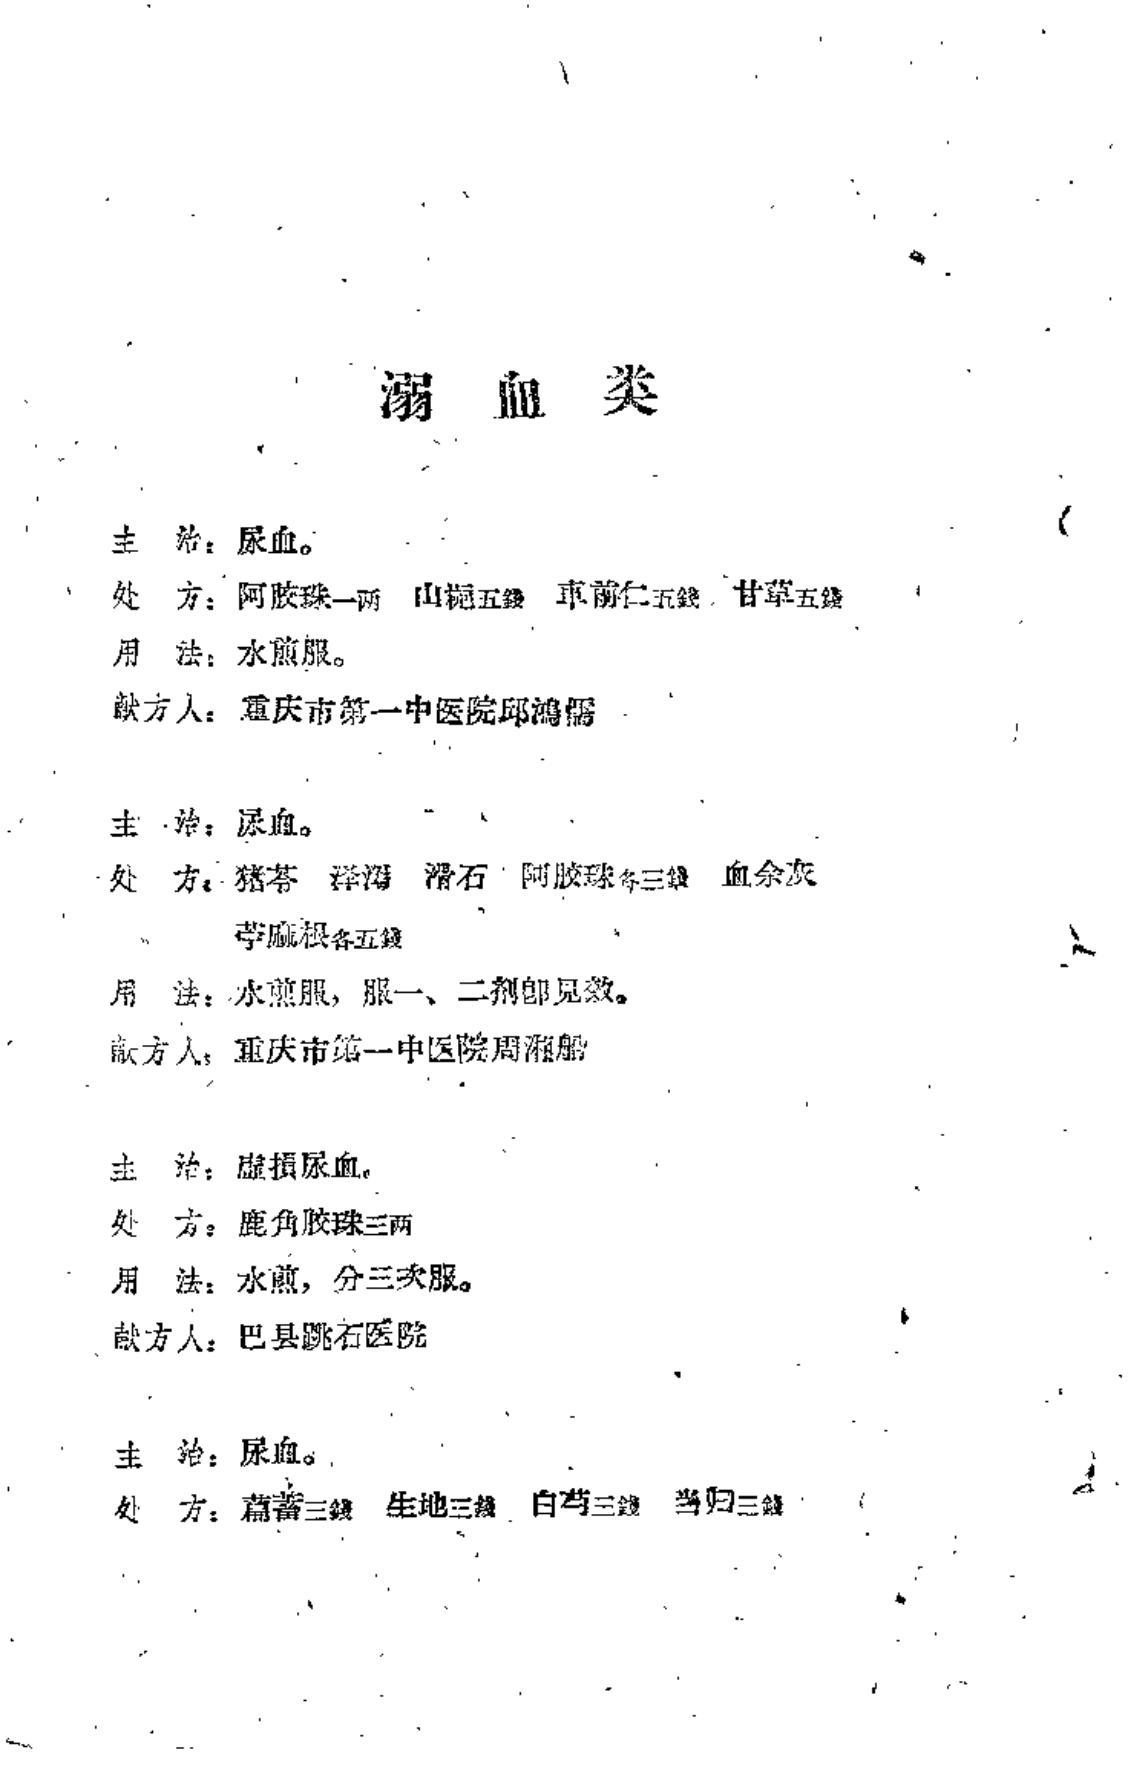 溺血类
主　治：尿血。
处　方：阿胶珠一两　山梔五錢　車前仁五錢　甘草五錢
用　法：水煎服。
献方人：重庆市第一中医院邱鴻儒
主　治：尿血。
处　方：猪苓　泽泻　滑石　阿胶珠各三錢　血余灰
苧麻根各五錢
用　法：水煎服，服一、二剂即见效。
献方人：重庆市第一中医院周湘船
主　治：虚損尿血。
处　方：鹿角胶珠三两
用　法：水煎，分三次服。
献方人：巴县跳石医院
主　治：尿血。
处　方：萹蓄三錢　生地三錢　白芍三錢　当归三錢